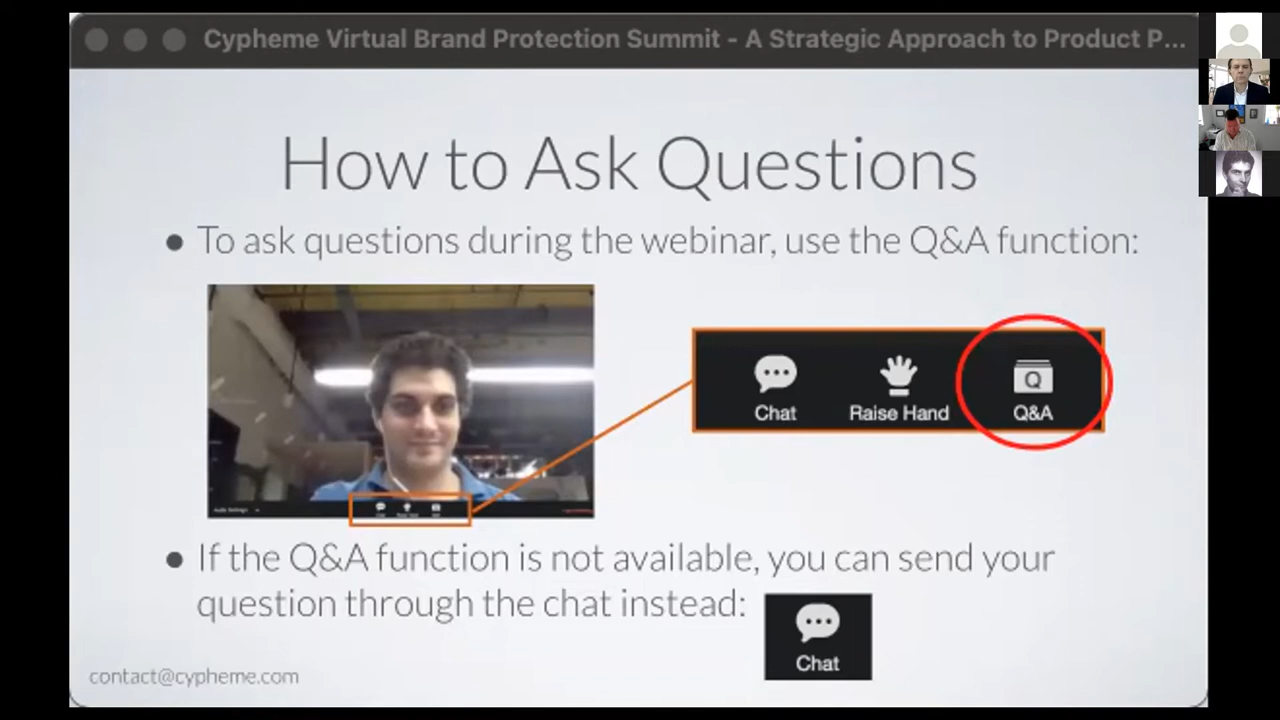 Cypheme Virtual Brand Protection Summit - A Strategic Approach to Product P...
How to Ask Questions
● To ask questions during the webinar, use the Q&A function:
Chat
Raise Hand
Q
Q&A
● If the Q&A function is not available, you can send your
question through the chat instead:
Chat
contact@cypheme.com